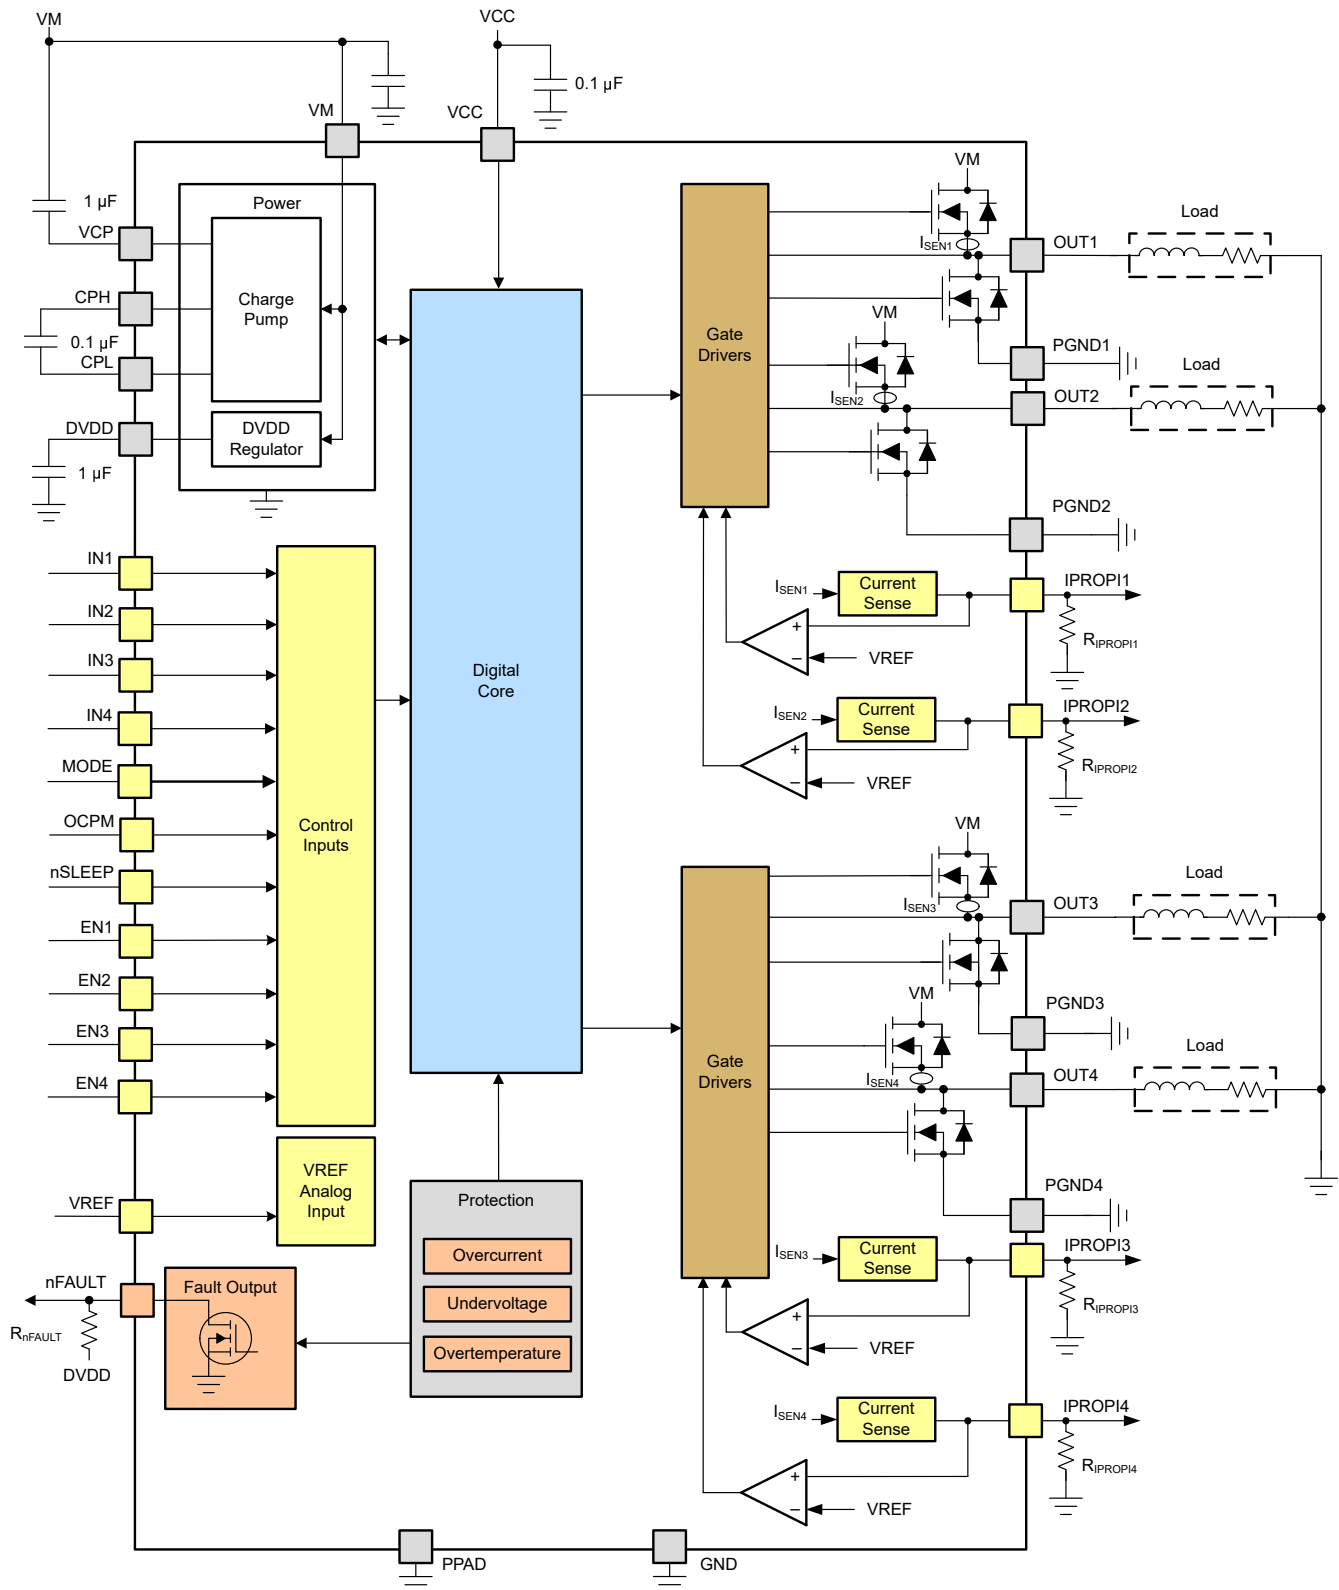 VM
VCC
0.1 µF
VM
VCC
1 µF
Power
VCP
CPH
Charge
Pump
0.1 µF
CPL
DVDD
DVDD
Regulator
1 µF
IN1
IN2
IN3
IN4
MODE
OCPM
nSLEEP
EN1
EN2
EN3
EN4
Control
Inputs
VREF
VREF
Analog
Input
nFAULT
RnFAULT
DVDD
Fault Output
Digital
Core
Protection
Overcurrent
Undervoltage
Overtemperature
Gate
Drivers
VM
ISEN1
OUT1
Load
VM
PGND1
ISEN2
OUT2
Load
PGND2
ISEN1
Current
Sense
IPROPI1
+
−
VREF
RIPROPI1
ISEN2
Current
Sense
IPROPI2
+
−
VREF
RIPROPI2
Gate
Drivers
VM
ISEN3
OUT3
Load
VM
PGND3
ISEN4
OUT4
Load
PGND4
ISEN3
Current
Sense
IPROPI3
+
−
VREF
RIPROPI3
ISEN4
Current
Sense
IPROPI4
+
−
VREF
RIPROPI4
PPAD
GND